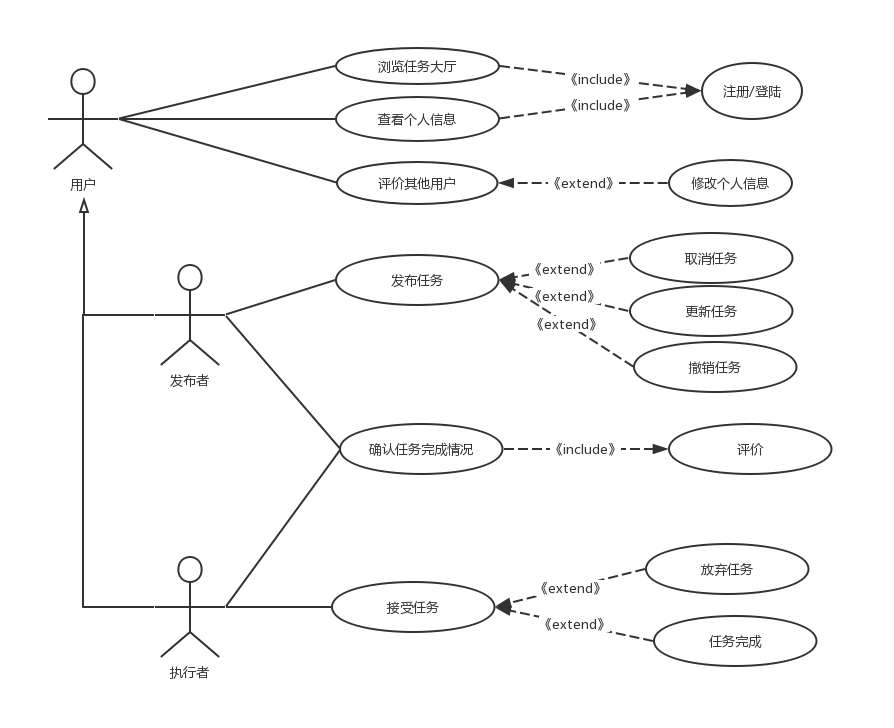 浏览任务大厅
《include》
注册/登陆
查看个人信息
《include》
用户
评价其他用户
《extend》
修改个人信息
发布任务
《extend》
取消任务
《extend》
更新任务
《extend》
撤销任务
发布者
确认任务完成情况
《include》
评价
接受任务
《extend》
放弃任务
《extend》
任务完成
执行者